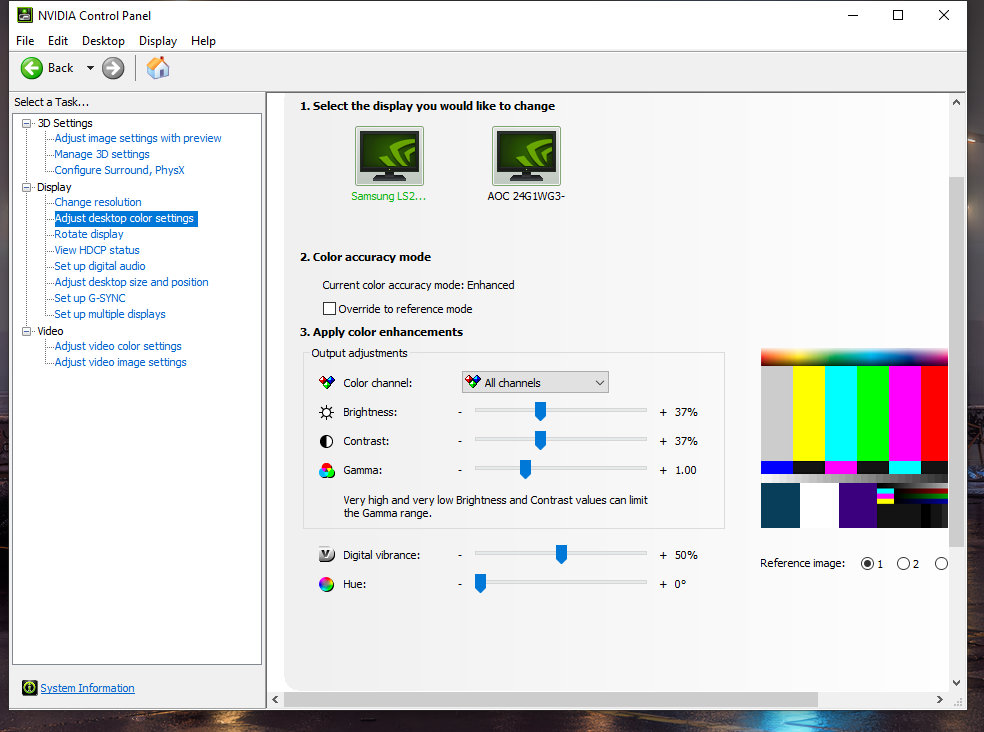 NVIDIA Control Panel
File Edit Desktop Display Help
Back
Select a Task...
3D Settings
Adjust image settings with preview
Manage 3D settings
Configure Surround, PhysX
Display
Change resolution
Adjust desktop color settings
Rotate display
View HDCP status
Set up digital audio
Adjust desktop size and position
Set up G-SYNC
Set up multiple displays
Video
Adjust video color settings
Adjust video image settings
System Information
1. Select the display you would like to change
Samsung LS2...
AOC 24G1WG3-
2. Color accuracy mode
Current color accuracy mode: Enhanced
Override to reference mode
3. Apply color enhancements
Output adjustments
Color channel: All channels
Brightness: - + 37%
Contrast: - + 37%
Gamma: - + 1.00
Very high and very low Brightness and Contrast values can limit
the Gamma range.
Digital vibrance: - + 50%
Hue: - + 0°
Reference image: 1 2